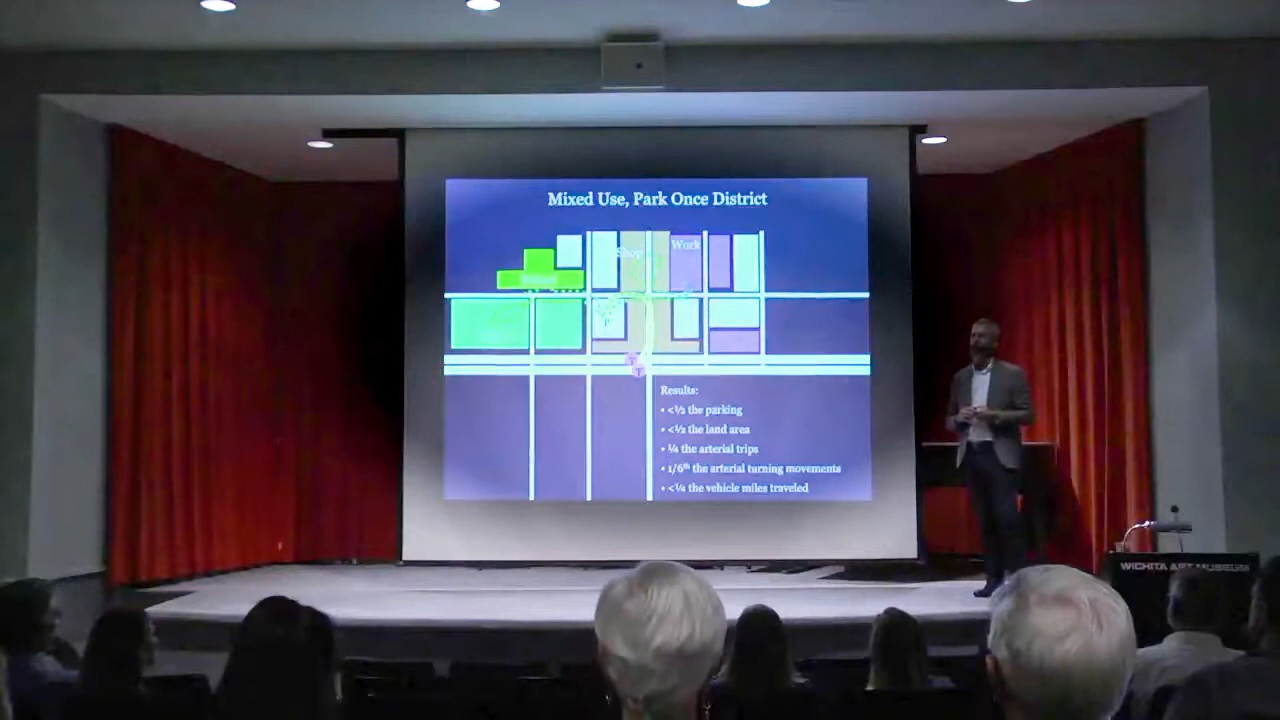 Mixed Use, Park Once District
Shop
Work
Results:
• <½ the parking
• <½ the land area
• ¼ the arterial trips
• 1/6th the arterial turning movements
• <¼ the vehicle miles traveled
WICHITA ART MUSEUM